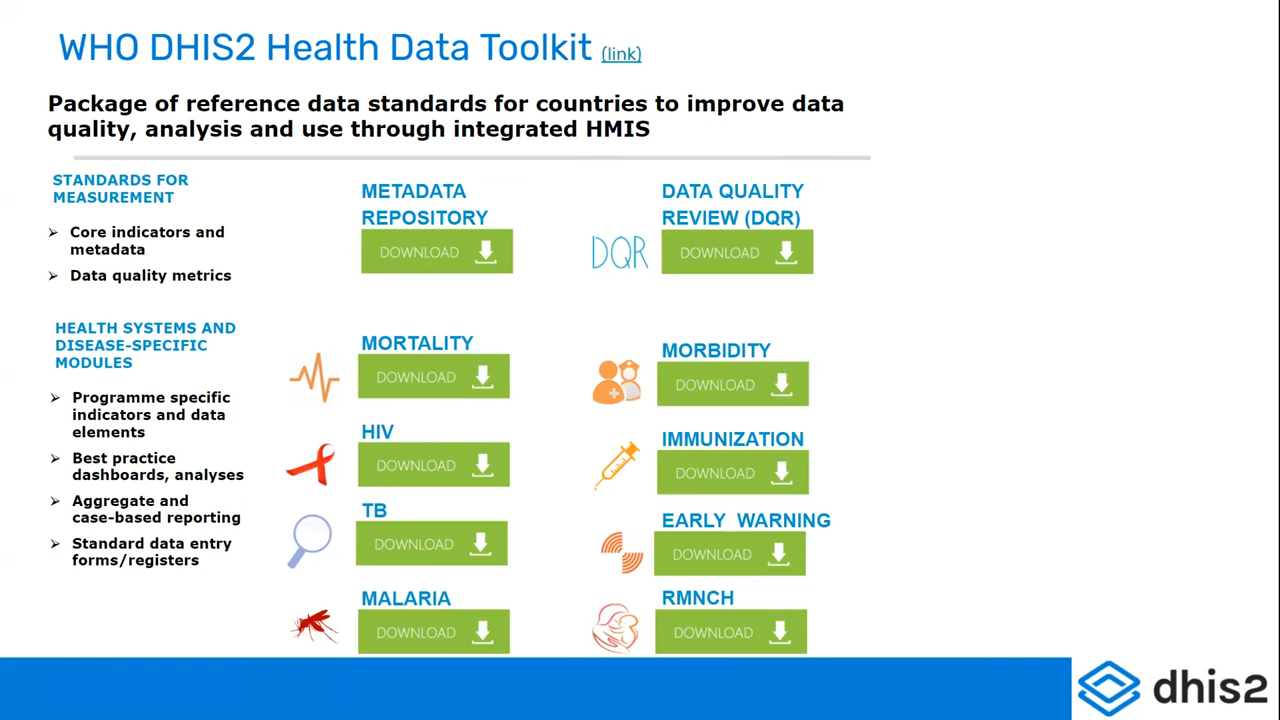 WHO DHIS2 Health Data Toolkit (link)
Package of reference data standards for countries to improve data
quality, analysis and use through integrated HMIS
STANDARDS FOR
MEASUREMENT
Core indicators and
metadata
Data quality metrics
METADATA
REPOSITORY
DOWNLOAD
DATA QUALITY
REVIEW (DQR)
DQR
DOWNLOAD
HEALTH SYSTEMS AND
DISEASE-SPECIFIC
MODULES
Programme specific
indicators and data
elements
Best practice
dashboards, analyses
Aggregate and
case-based reporting
Standard data entry
forms/registers
MORTALITY
DOWNLOAD
MORBIDITY
DOWNLOAD
HIV
DOWNLOAD
IMMUNIZATION
DOWNLOAD
TB
DOWNLOAD
EARLY WARNING
DOWNLOAD
MALARIA
DOWNLOAD
RMNCH
DOWNLOAD
dhis2